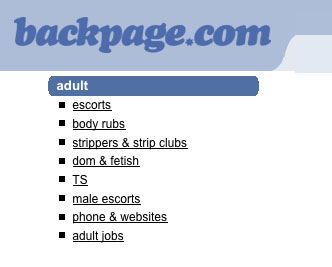 backpage.com
adult
escorts
body rubs
strippers & strip clubs
dom & fetish
TS
male escorts
phone & websites
adult jobs